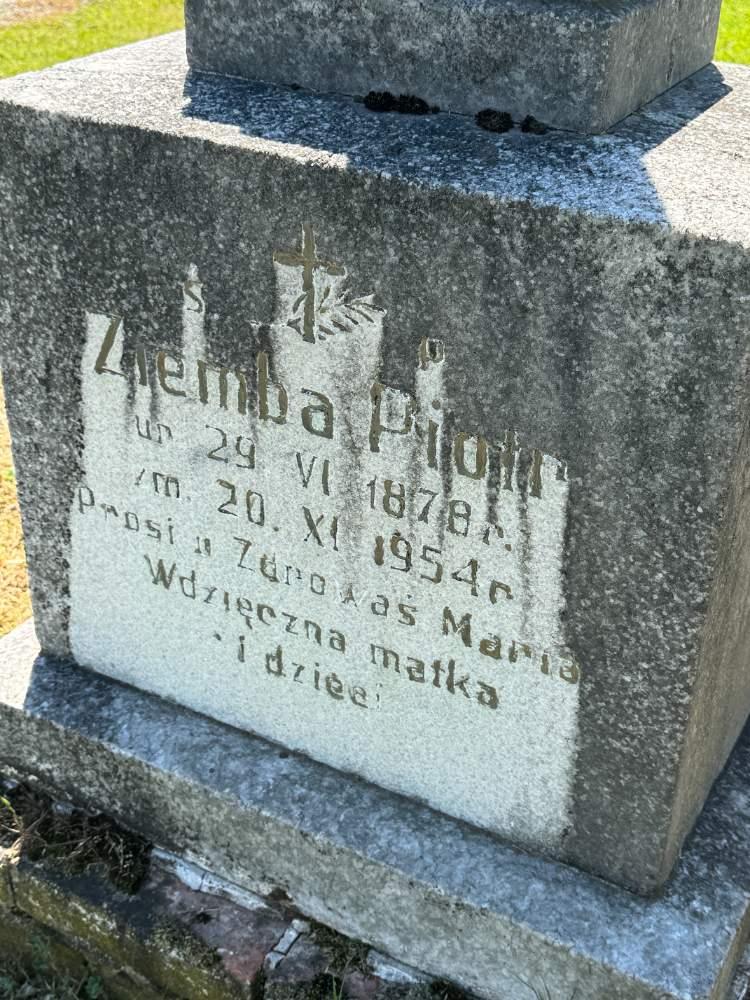 Ś P
Ziemba Piotr
ur 29 VI 1878 r.
zm. 20. XI 1954 r
prosi o Zdrowaś Maria
Wdzięczna matka
i dzieci